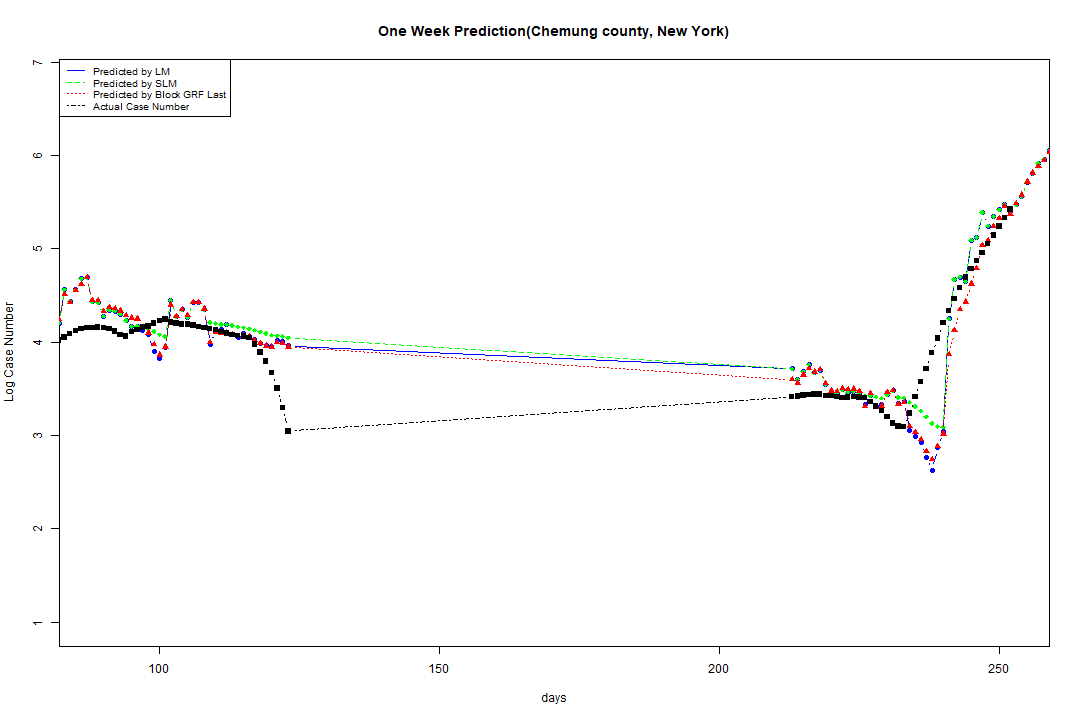 One Week Prediction(Chemung county, New York)
Predicted by LM
Predicted by SLM
Predicted by Block GRF Last
Actual Case Number
7
6
5
4
3
2
1
Log Case Number
100
150
200
250
days